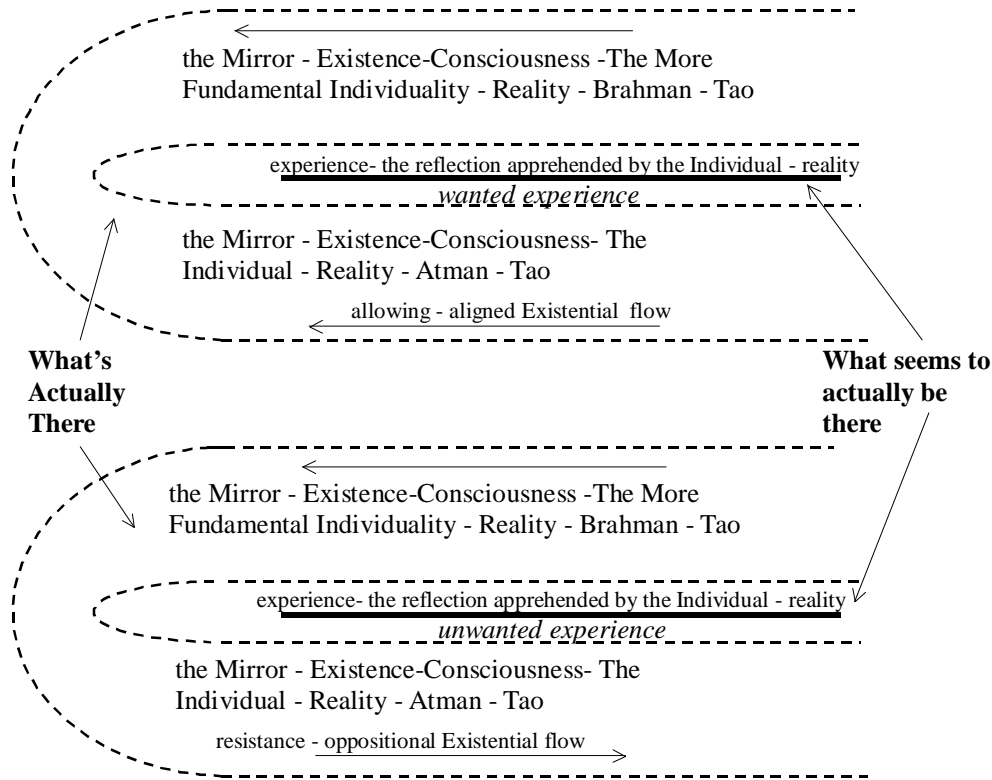 the Mirror - Existence-Consciousness -The More
Fundamental Individuality - Reality - Brahman - Tao
experience- the reflection apprehended by the Individual - reality
wanted experience
the Mirror - Existence-Consciousness- The
Individual - Reality - Atman - Tao
allowing - aligned Existential flow
What's
Actually
There
What seems to
actually be
there
the Mirror - Existence-Consciousness -The More
Fundamental Individuality - Reality - Brahman - Tao
experience- the reflection apprehended by the Individual - reality
unwanted experience
the Mirror - Existence-Consciousness- The
Individual - Reality - Atman - Tao
resistance - oppositional Existential flow